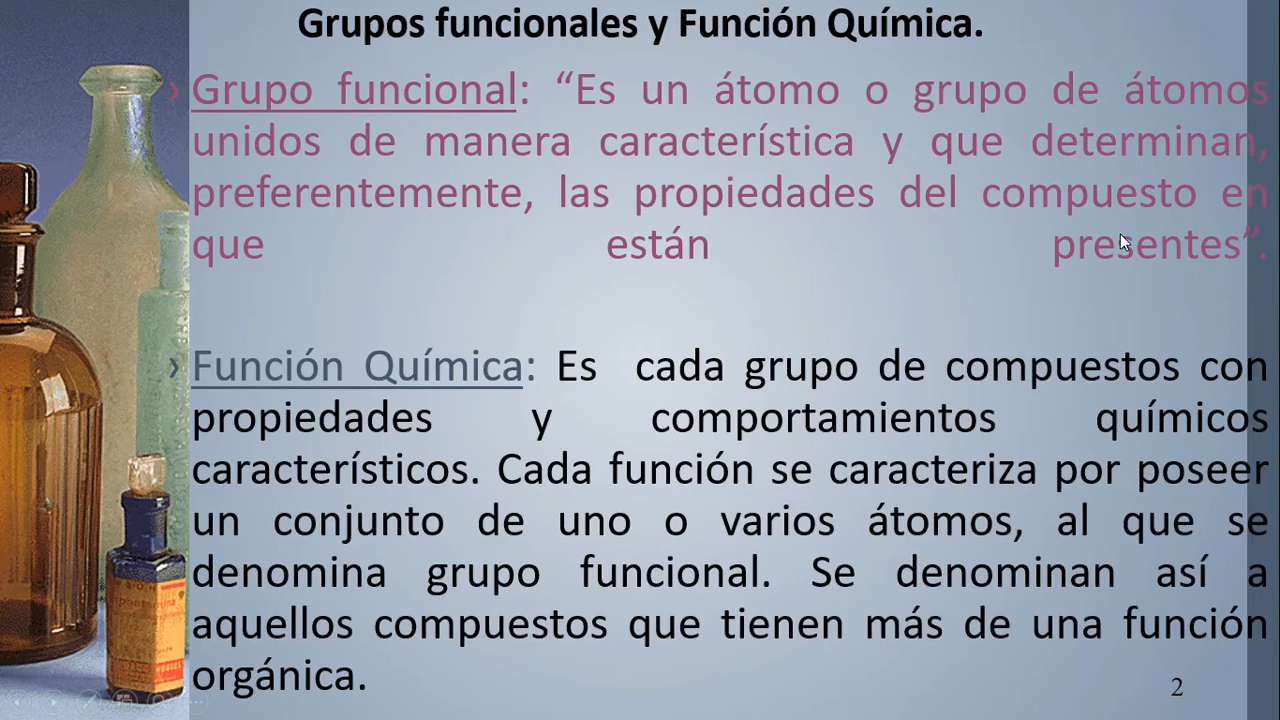 Grupos funcionales y Función Química.
› Grupo funcional: “Es un átomo o grupo de átomos
unidos de manera característica y que determinan,
preferentemente, las propiedades del compuesto en
que están presentes”.
› Función Química: Es cada grupo de compuestos con
propiedades y comportamientos químicos
característicos. Cada función se caracteriza por poseer
un conjunto de uno o varios átomos, al que se
denomina grupo funcional. Se denominan así a
aquellos compuestos que tienen más de una función
orgánica.
2